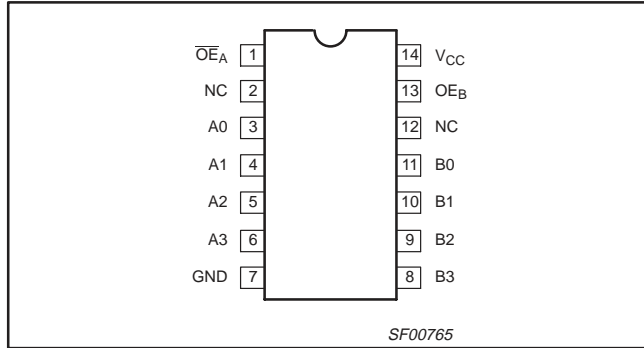 OE̅A 1 14 VCC
NC 2 13 OEB
A0 3 12 NC
A1 4 11 B0
A2 5 10 B1
A3 6 9 B2
GND 7 8 B3
SF00765